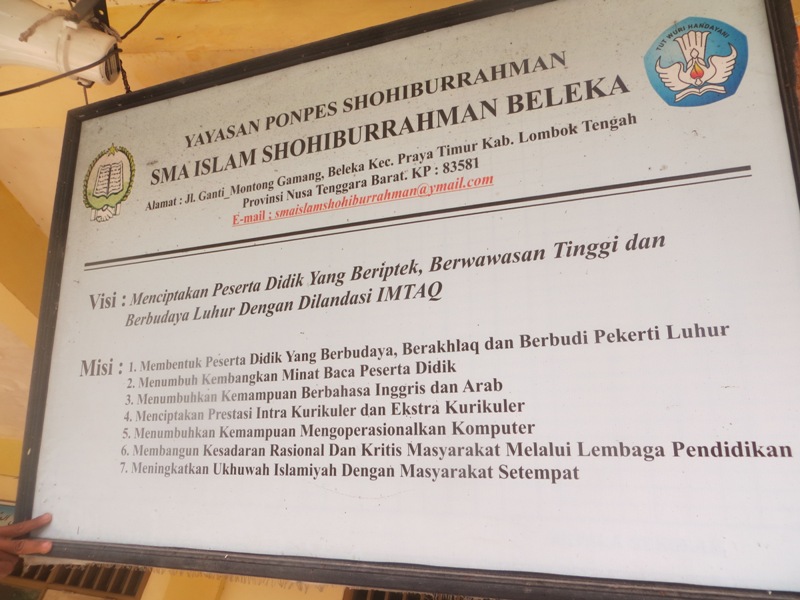 YAYASAN PONPES SHOHIBURRAHMAN
SMA ISLAM SHOHIBURRAHMAN BELEKA
Alamat : Jl. Ganti_Montong Gamang, Beleka Kec. Praya Timur Kab. Lombok Tengah
Provinsi Nusa Tenggara Barat. KP : 83581
E-mail ; smaislamshohiburrahman@ymail.com
TUT WURI HANDAYANI
Visi : Menciptakan Peserta Didik Yang Beriptek, Berwawasan Tinggi dan
Berbudaya Luhur Dengan Dilandasi IMTAQ
Misi : 1. Membentuk Peserta Didik Yang Berbudaya, Berakhlaq dan Berbudi Pekerti Luhur
2. Menumbuh Kembangkan Minat Baca Peserta Didik
3. Menumbuhkan Kemampuan Berbahasa Inggris dan Arab
4. Menciptakan Prestasi Intra Kurikuler dan Ekstra Kurikuler
5. Menumbuhkan Kemampuan Mengoperasionalkan Komputer
6. Membangun Kesadaran Rasional Dan Kritis Masyarakat Melalui Lembaga Pendidikan
7. Meningkatkan Ukhuwah Islamiyah Dengan Masyarakat Setempat